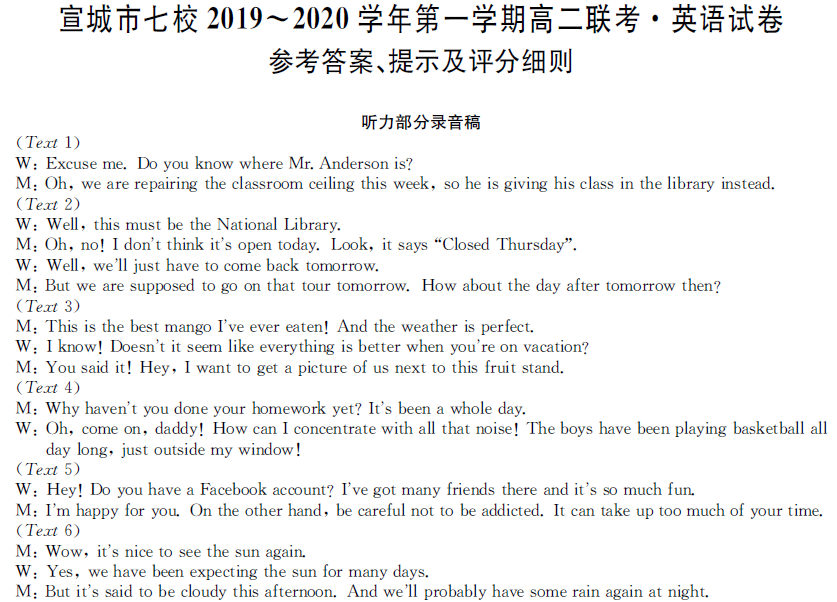 宣城市七校 2019～2020 学年第一学期高二联考·英语试卷
参考答案、提示及评分细则
听力部分录音稿
(Text 1)
W: Excuse me. Do you know where Mr. Anderson is?
M: Oh, we are repairing the classroom ceiling this week, so he is giving his class in the library instead.
(Text 2)
W: Well, this must be the National Library.
M: Oh, no! I don't think it's open today. Look, it says “Closed Thursday”.
W: Well, we'll just have to come back tomorrow.
M: But we are supposed to go on that tour tomorrow. How about the day after tomorrow then?
(Text 3)
M: This is the best mango I've ever eaten! And the weather is perfect.
W: I know! Doesn't it seem like everything is better when you're on vacation?
M: You said it! Hey, I want to get a picture of us next to this fruit stand.
(Text 4)
M: Why haven't you done your homework yet? It's been a whole day.
W: Oh, come on, daddy! How can I concentrate with all that noise! The boys have been playing basketball all
day long, just outside my window!
(Text 5)
W: Hey! Do you have a Facebook account? I've got many friends there and it's so much fun.
M: I'm happy for you. On the other hand, be careful not to be addicted. It can take up too much of your time.
(Text 6)
M: Wow, it's nice to see the sun again.
W: Yes, we have been expecting the sun for many days.
M: But it's said to be cloudy this afternoon. And we'll probably have some rain again at night.